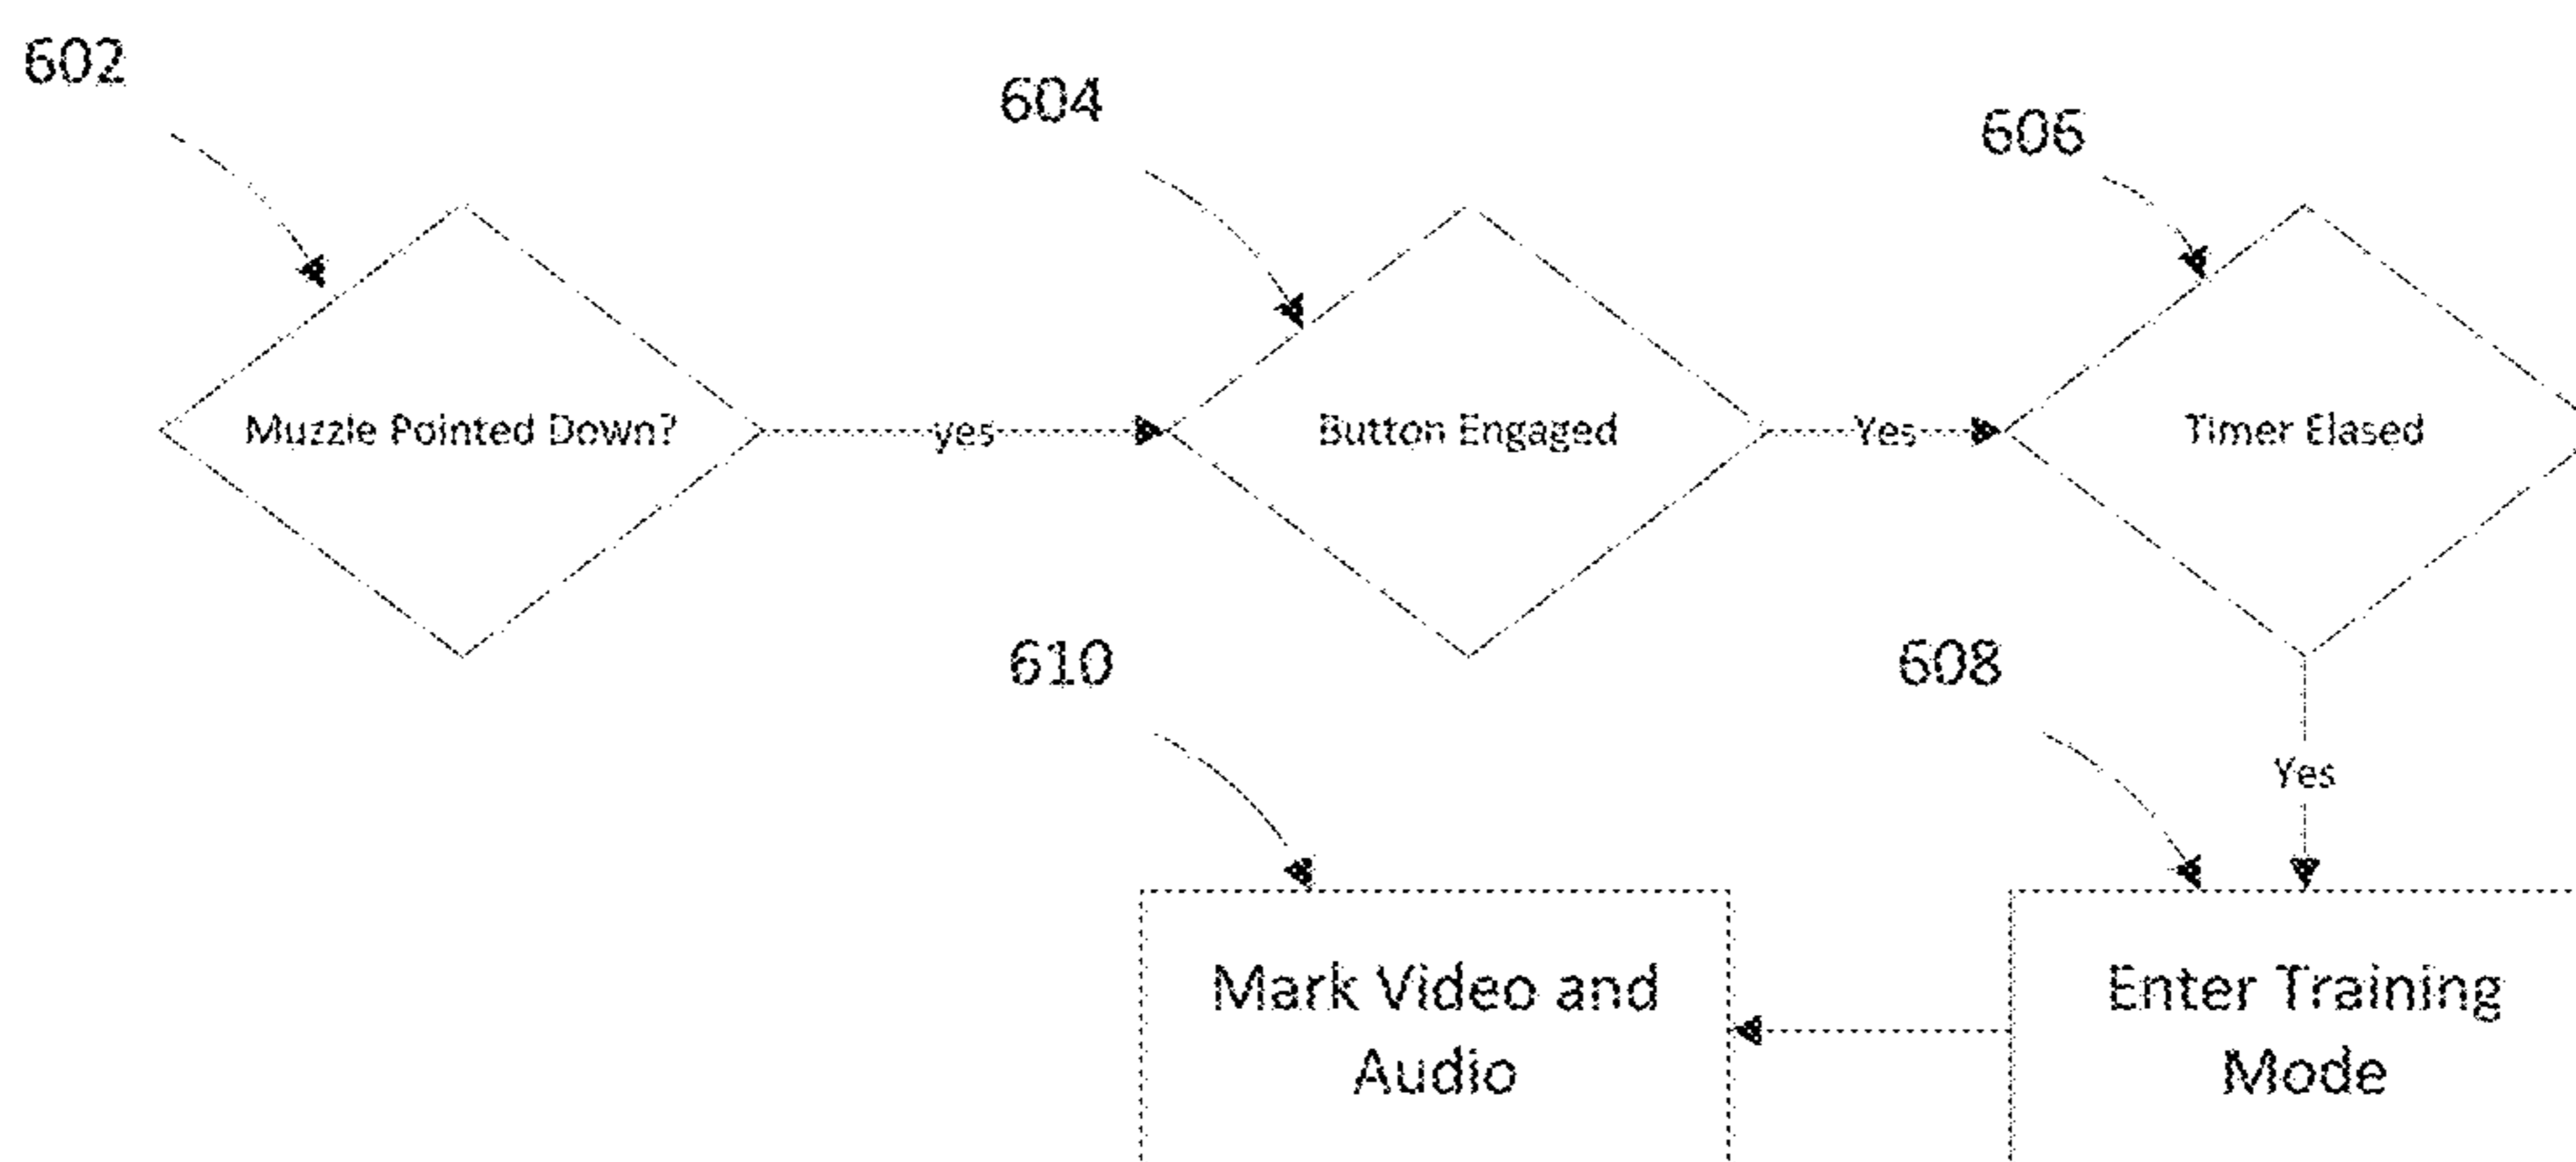 602
604
606
Muzzle Pointed Down?
yes
Button Engaged
Yes
Timer Elased
610
608
Yes
Mark Video and
Audio
Enter Training
Mode